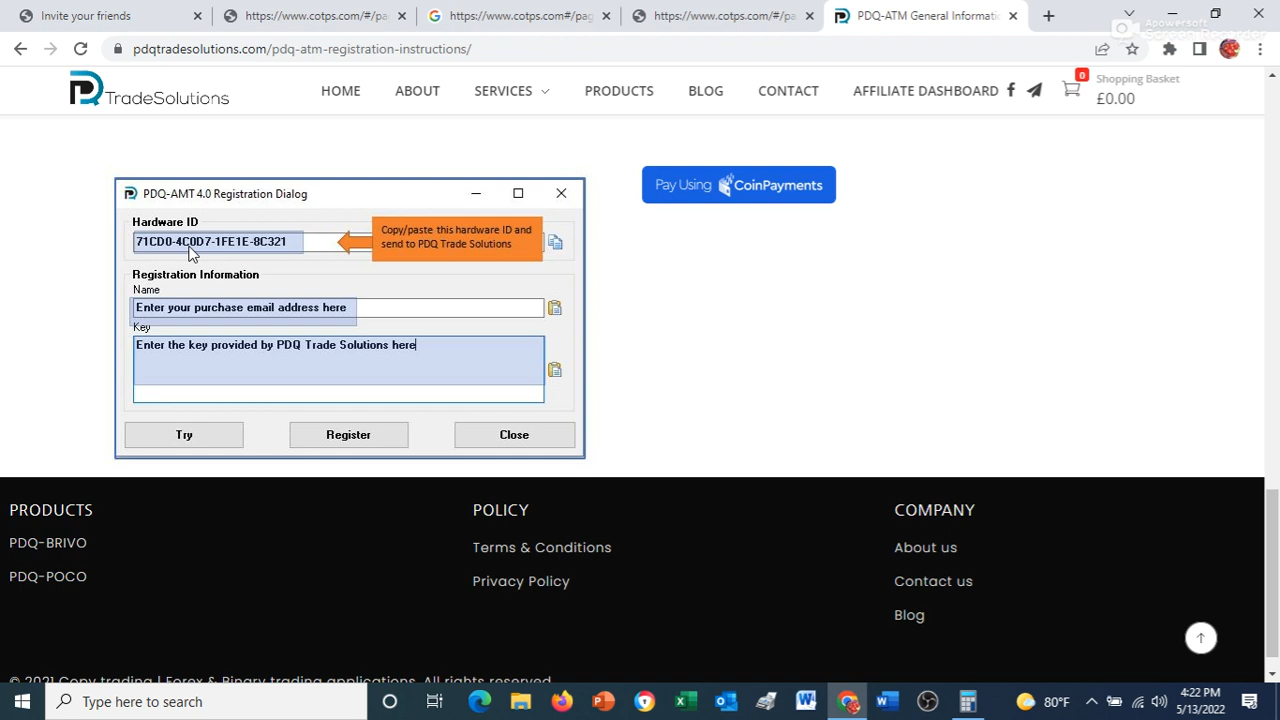 Invite your friend
https://www.cotps.com/#/pag
https://www.cotps.com#/pag
https://www.cotps.com/#/pa
PDQ-ATM General Informati
Apowersoft
Screen Recorder
pdqtradesolutions.com/pdq-atm-registration-instructions/
TradeSolutions
HOME
ABOUT
SERVICES
PRODUCTS
BLOG
CONTACT
AFFILIATE DASHBOARD
0
Shopping Basket
£0.00
PDQ-AMT 4.0 Registration Dialog
Hardware ID
71CD0-4C0D7-1FE1E-8C321
Copy/paste this hardware ID and
send to PDQ Trade Solutions
Registration Information
Name
Enter your purchase email address here
Key
Enter the key provided by PDQ Trade Solutions here
Try
Register
Close
Pay Using CoinPayments
PRODUCTS
PDQ-BRIVO
PDQ-POCO
POLICY
Terms & Conditions
Privacy Policy
COMPANY
About us
Contact us
Blog
© 2021 Copy trading | Forex & Binary trading applications. All rights reserved
Type here to search
80°F
4:22 PM
5/13/2022